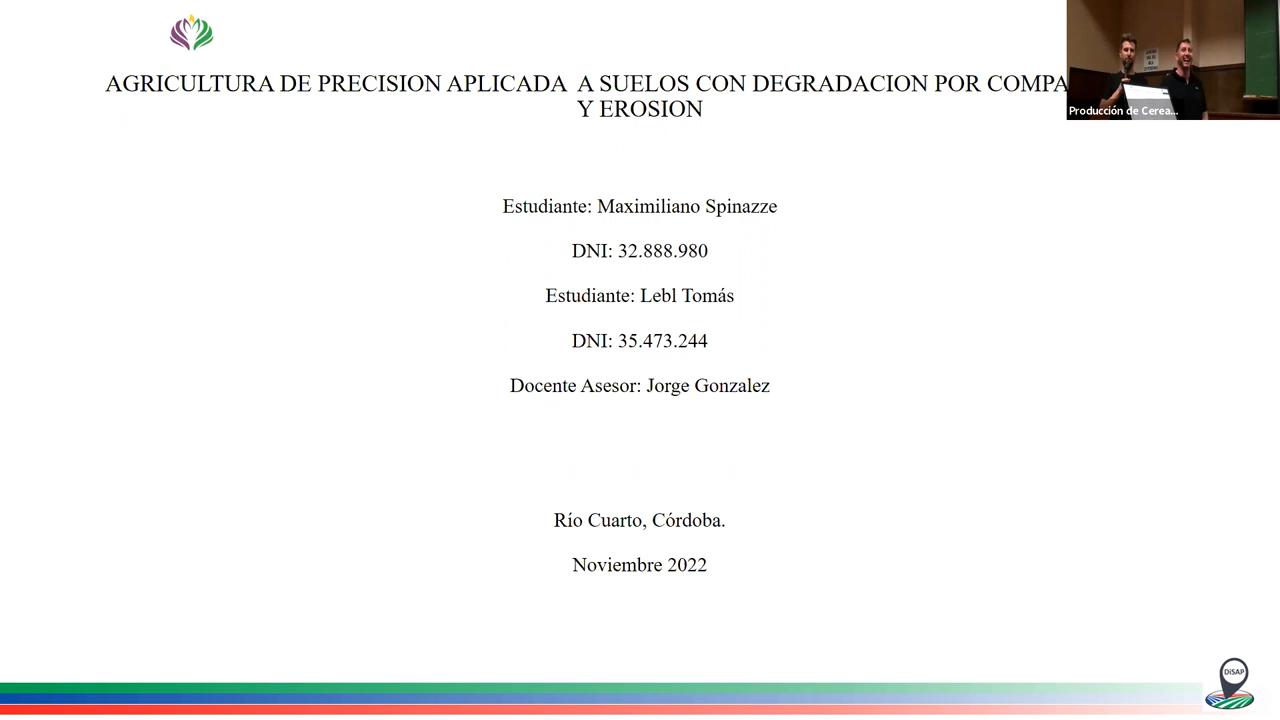 AGRICULTURA DE PRECISION APLICADA A SUELOS CON DEGRADACION POR COMPA
Y EROSION
Producción de Cerea...
Estudiante: Maximiliano Spinazze
DNI: 32.888.980
Estudiante: Lebl Tomás
DNI: 35.473.244
Docente Asesor: Jorge Gonzalez
Río Cuarto, Córdoba.
Noviembre 2022
DiSAP